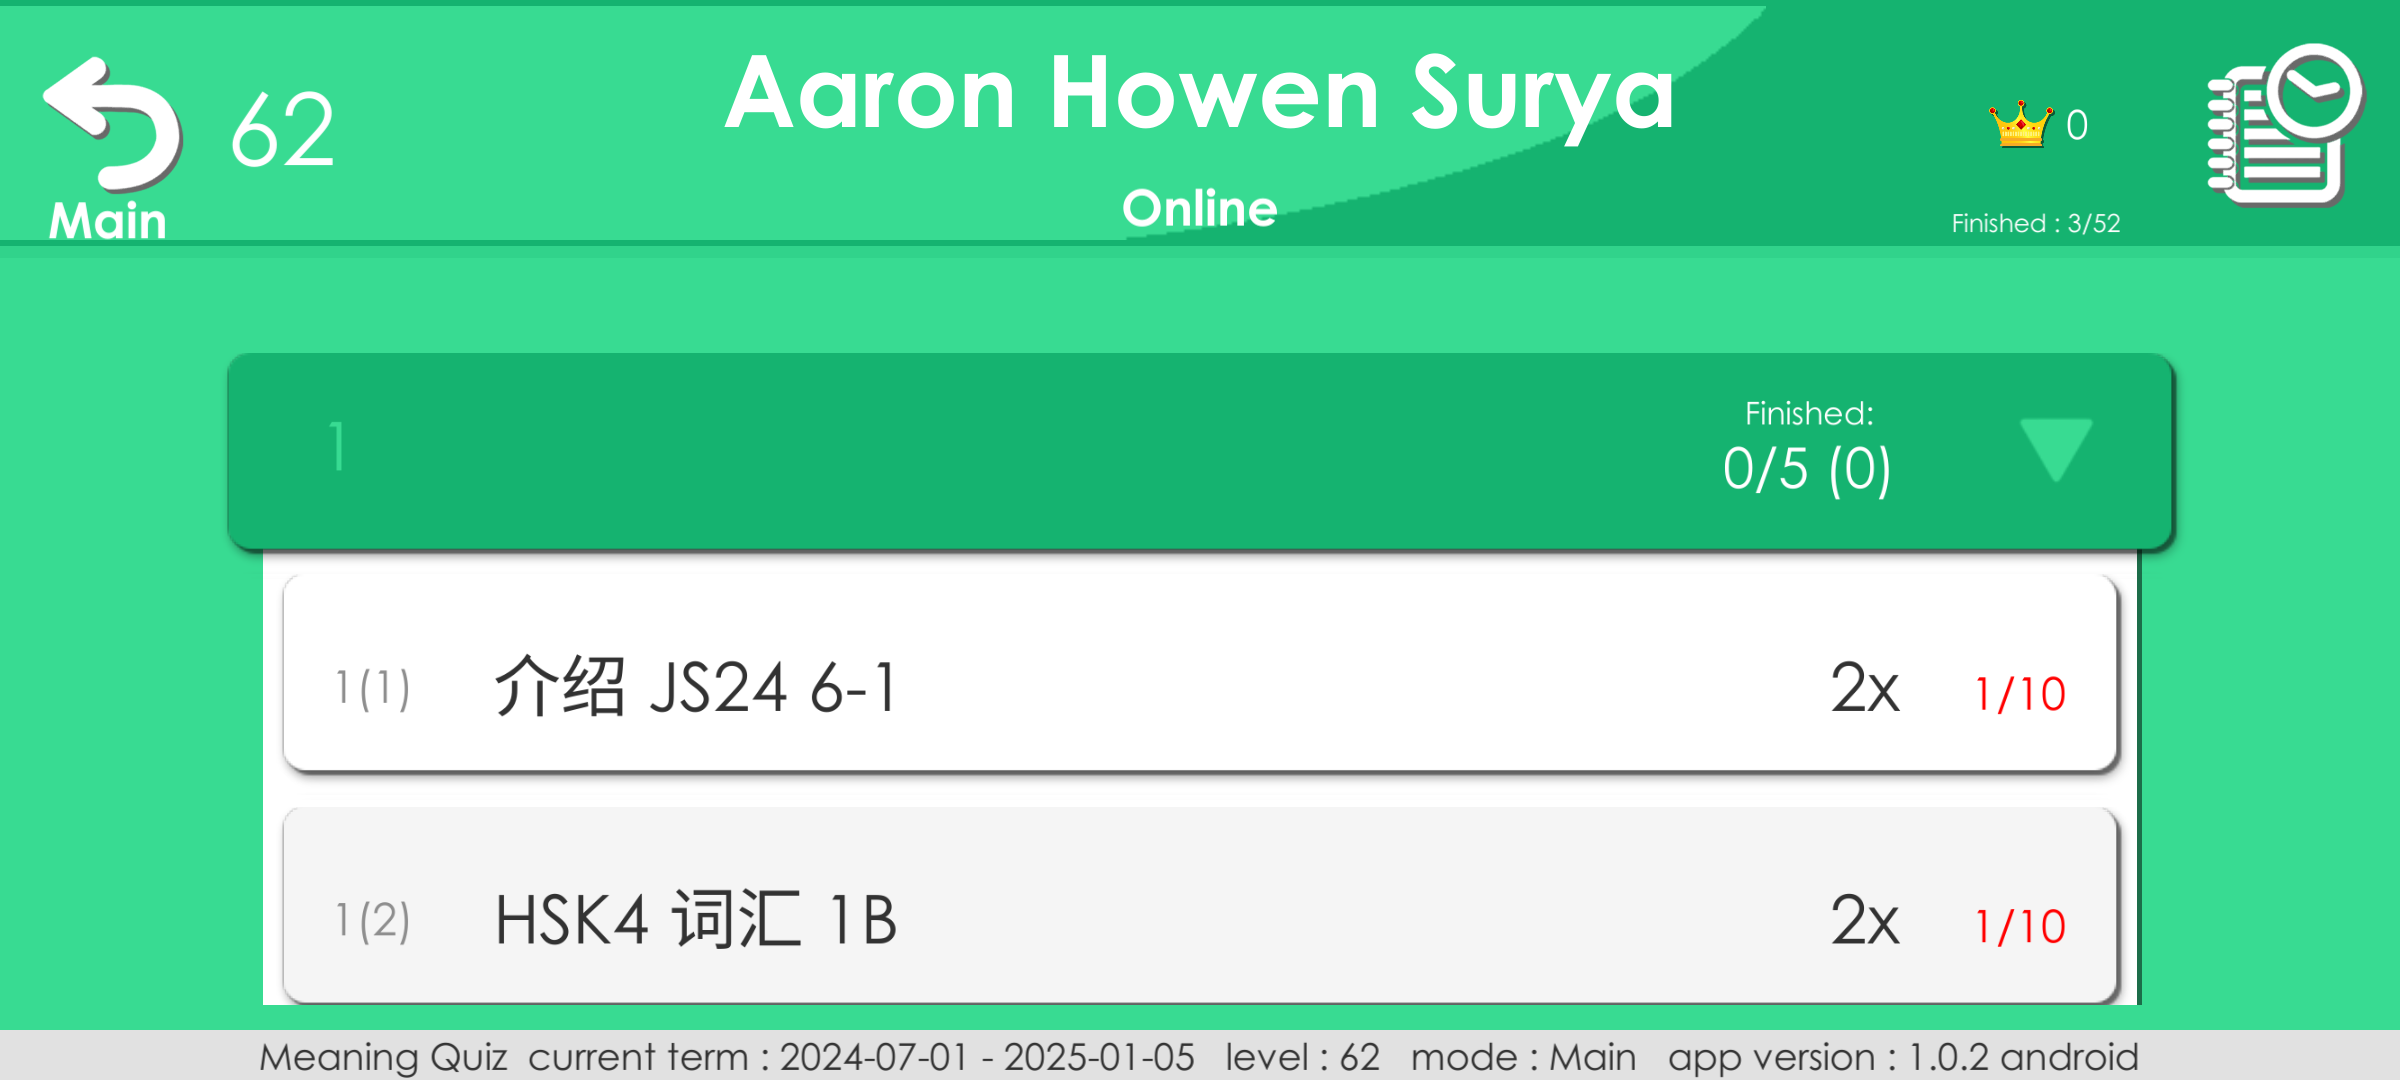 Aaron Howen Surya
62
0
Main
Online
Finished : 3/52
1
Finished:
0/5 (0)
1(1) 介绍 JS24 6-1 2x 1/10
1(2) HSK4 词汇 1B 2x 1/10
Meaning Quiz current term : 2024-07-01 - 2025-01-05 level : 62 mode : Main app version : 1.0.2 android